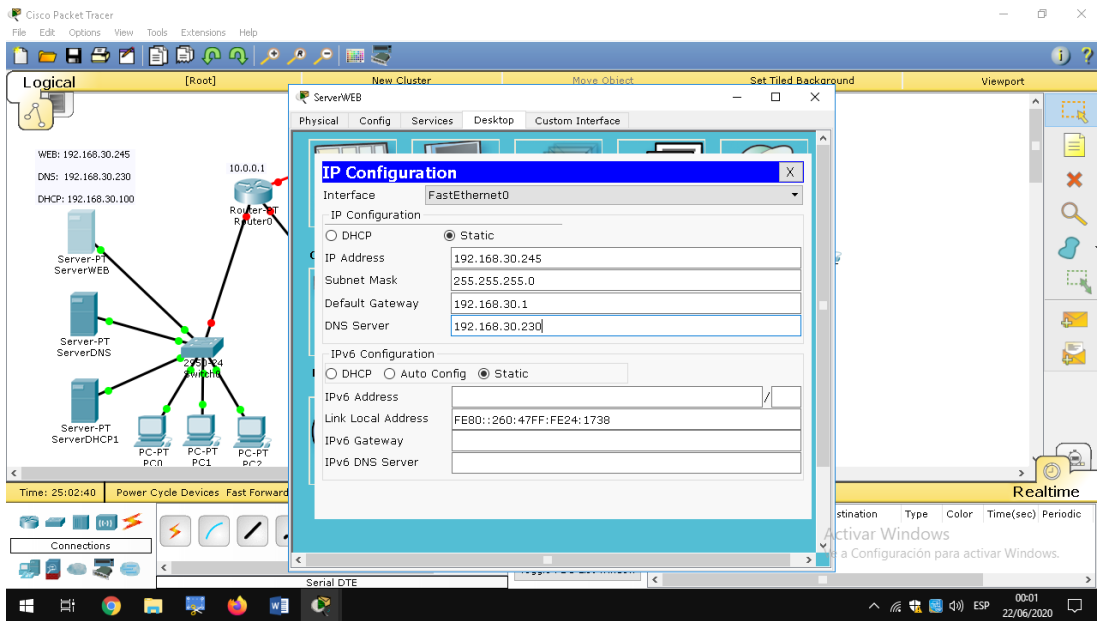 Cisco Packet Tracer
File Edit Options View Tools Extensions Help
Logical [Root] New Cluster Move Object Set Tiled Background Viewport
ServerWEB
Physical Config Services Desktop Custom Interface
WEB: 192.168.30.245
DNS: 192.168.30.230
DHCP: 192.168.30.100
10.0.0.1
Router-PT
Router0
Server-PT
ServerWEB
Server-PT
ServerDNS
2950-24
Switch0
Server-PT
ServerDHCP1
PC-PT
PC0
PC-PT
PC1
PC-PT
PC2
IP Configuration X
Interface FastEthernet0
IP Configuration
DHCP Static
IP Address 192.168.30.245
Subnet Mask 255.255.255.0
Default Gateway 192.168.30.1
DNS Server 192.168.30.230
IPv6 Configuration
DHCP Auto Config Static
IPv6 Address /
Link Local Address FE80::260:47FF:FE24:1738
IPv6 Gateway
IPv6 DNS Server
Time: 25:02:40 Power Cycle Devices Fast Forward
Realtime
Connections
Serial DTE
Type Color Time(sec) Periodic
Activar Windows
a Configuración para activar Windows.
ESP
00:01
22/06/2020